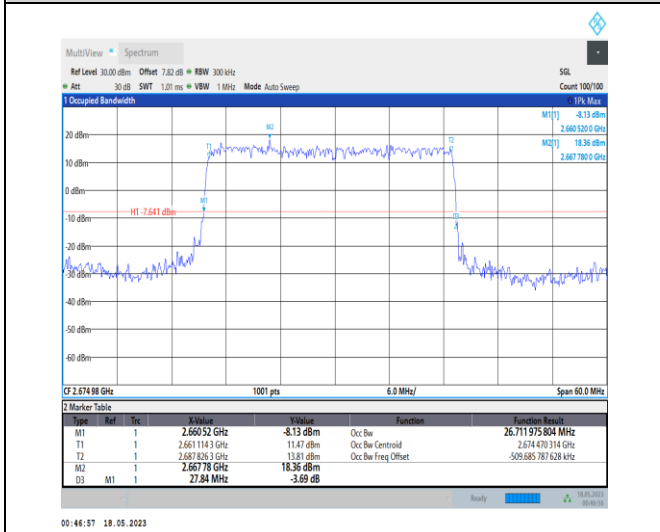 MultiView Spectrum
Ref Level 30.00 dBm Offset 7.82 dB RBW 300 kHz SGL
Att 30 dB SWT 1.01 ms VBW 1 MHz Mode Auto Sweep Count 100/100
1 Occupied Bandwidth 1Pk Max
M1[1] -8.13 dBm
2.660 520 0 GHz
M2[1] 18.36 dBm
2.667 780 0 GHz
20 dBm
M2
T1
T2
10 dBm
0 dBm
M1
H1 -7.641 dBm
D3
-10 dBm
-20 dBm
-30 dBm
-40 dBm
-50 dBm
-60 dBm
CF 2.674 98 GHz 1001 pts 6.0 MHz/ Span 60.0 MHz
2 Marker Table
Type Ref Trc X-Value Y-Value Function Function Result
M1 1 2.660 52 GHz -8.13 dBm Occ Bw 26.711 975 804 MHz
T1 1 2.661 114 3 GHz 11.47 dBm Occ Bw Centroid 2.674 470 314 GHz
T2 1 2.687 826 3 GHz 13.81 dBm Occ Bw Freq Offset -509.685 787 628 kHz
M2 1 2.667 78 GHz 18.36 dBm
D3 M1 1 27.84 MHz -3.69 dB
Ready 18.05.2023
00:46:58
00:46:57 18.05.2023